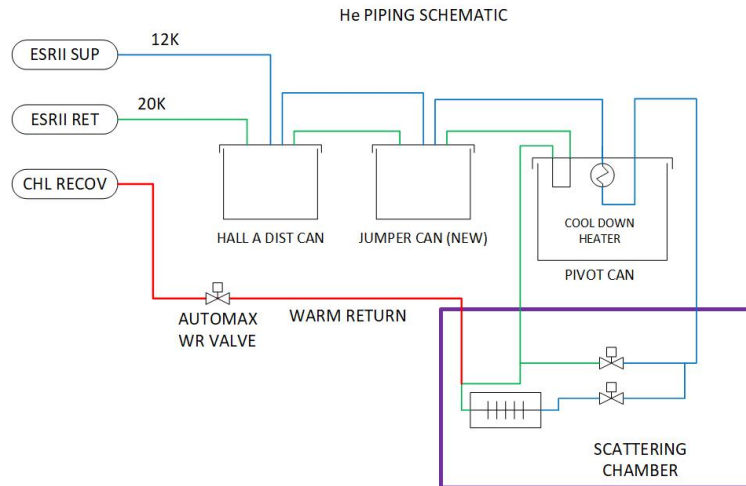 He PIPING SCHEMATIC
ESRII SUP
12K
ESRII RET
20K
CHL RECOV
HALL A DIST CAN
JUMPER CAN (NEW)
COOL DOWN
HEATER
PIVOT CAN
AUTOMAX
WR VALVE
WARM RETURN
SCATTERING
CHAMBER